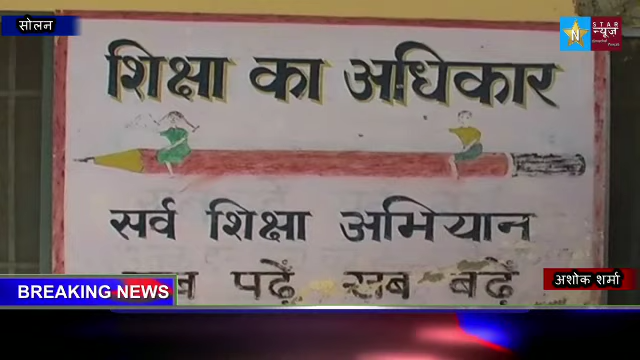 सोलन
STAR
न्यूज़
N
शिक्षा का अधिकार
सर्व शिक्षा अभियान
पढ़ें सब बढ़ें
अशोक शर्मा
BREAKING NEWS